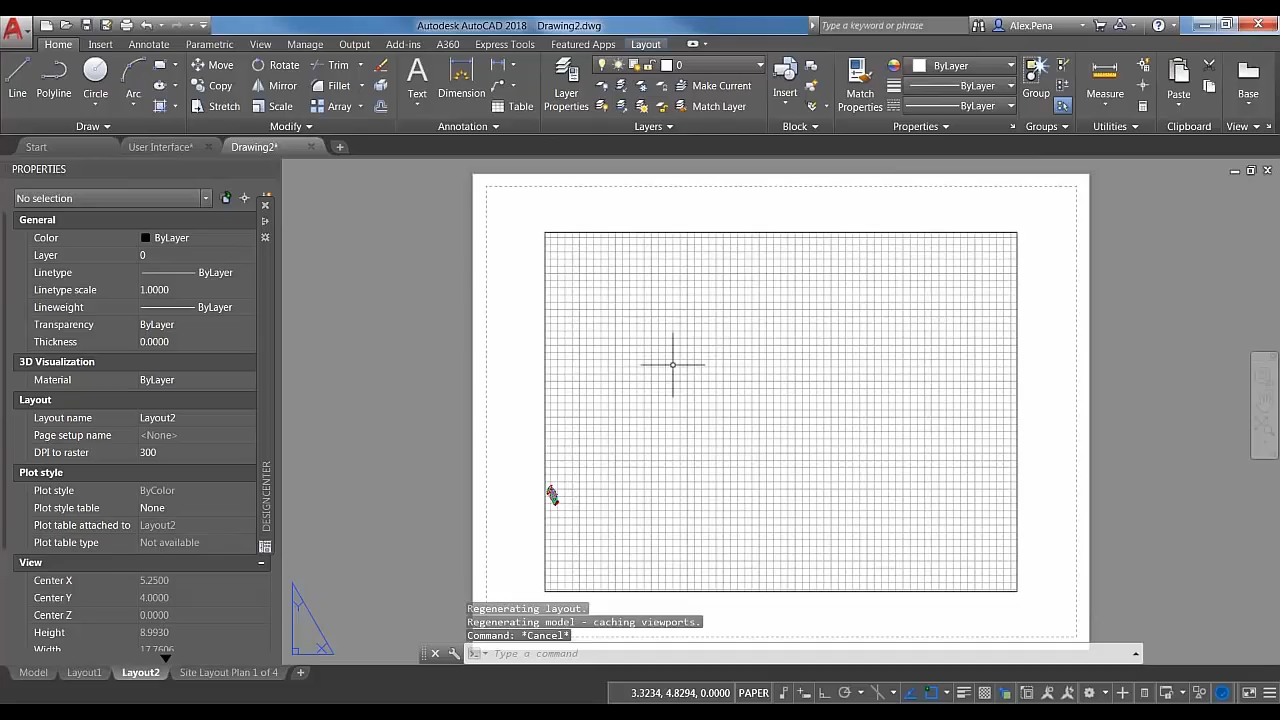 Autodesk AutoCAD 2018 Drawing2.dwg
Type a keyword or phrase
Alex.Pena
Home Insert Annotate Parametric View Manage Output Add-ins A360 Express Tools Featured Apps Layout
Line Polyline Circle Arc
Move Rotate Trim
Copy Mirror Fillet
Stretch Scale Array
Text Dimension Table
Layer Properties
0
Make Current
Match Layer
Insert
Match Properties
ByLayer
ByLayer
ByLayer
Group Measure Paste Base
Draw Modify Annotation Layers Block Properties Groups Utilities Clipboard View
Start User Interface* Drawing2*
PROPERTIES
No selection
General
Color ByLayer
Layer 0
Linetype ByLayer
Linetype scale 1.0000
Lineweight ByLayer
Transparency ByLayer
Thickness 0.0000
3D Visualization
Material ByLayer
Layout
Layout name Layout2
Page setup name <None>
DPI to raster 300
Plot style
Plot style ByColor
Plot style table None
Plot table attached to Layout2
Plot table type Not available
View
Center X 5.2500
Center Y 4.0000
Center Z 0.0000
Height 8.9930
Width 17.7606
DESIGNCENTER
Y
X
Regenerating layout.
Regenerating model - caching viewports.
Command: *Cancel*
Type a command
Model Layout1 Layout2 Site Layout Plan 1 of 4 +
3.3234, 4.8294, 0.0000 PAPER